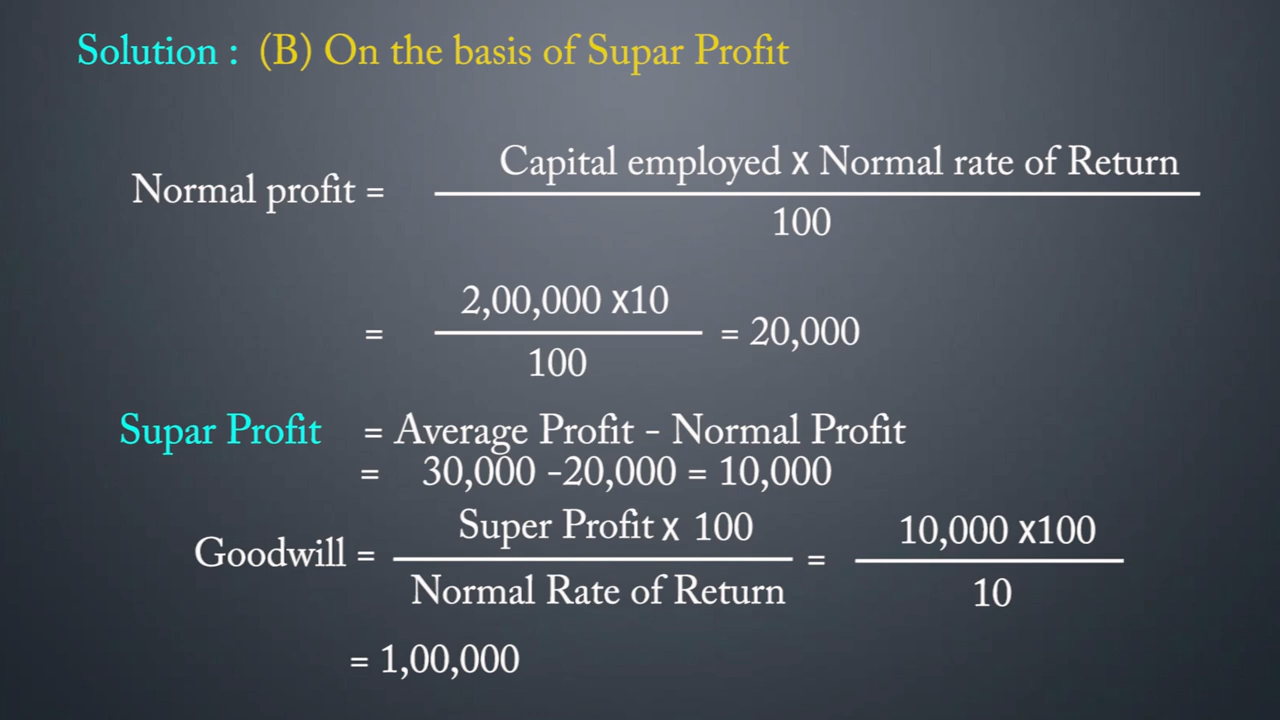 Solution : (B) On the basis of Supar Profit
Capital employed x Normal rate of Return
Normal profit =
100
2,00,000 x10
= = 20,000
100
Supar Profit = Average Profit - Normal Profit
= 30,000 -20,000 = 10,000
Super Profit x 100 10,000 x100
Goodwill = =
Normal Rate of Return 10
= 1,00,000